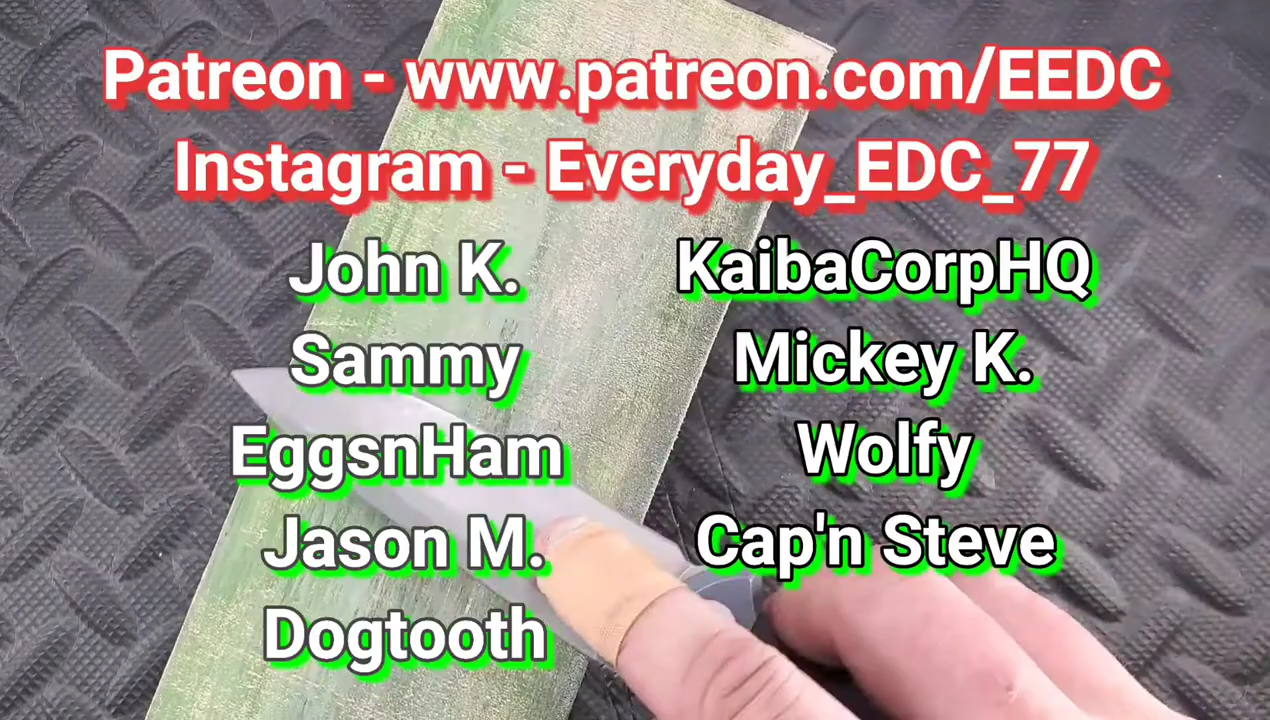 Patreon - www.patreon.com/EEDC
Instagram - Everyday_EDC_77
John K.
Sammy
EggsnHam
Jason M.
Dogtooth
KaibaCorpHQ
Mickey K.
Wolfy
Cap'n Steve